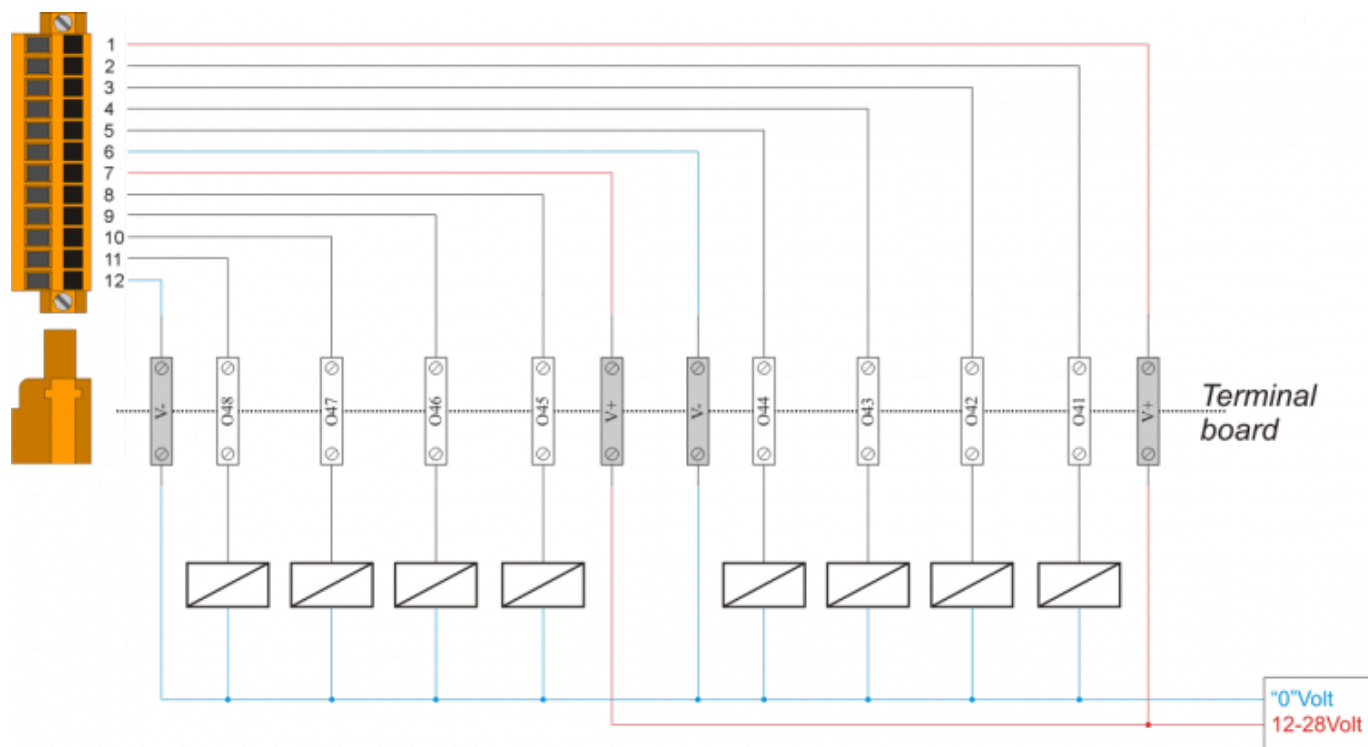 1
2
3
4
5
6
7
8
9
10
11
12
V-
O48
O47
O46
O45
V+
V-
O44
O43
O42
O41
V+
Terminal
board
"0"Volt
12-28Volt